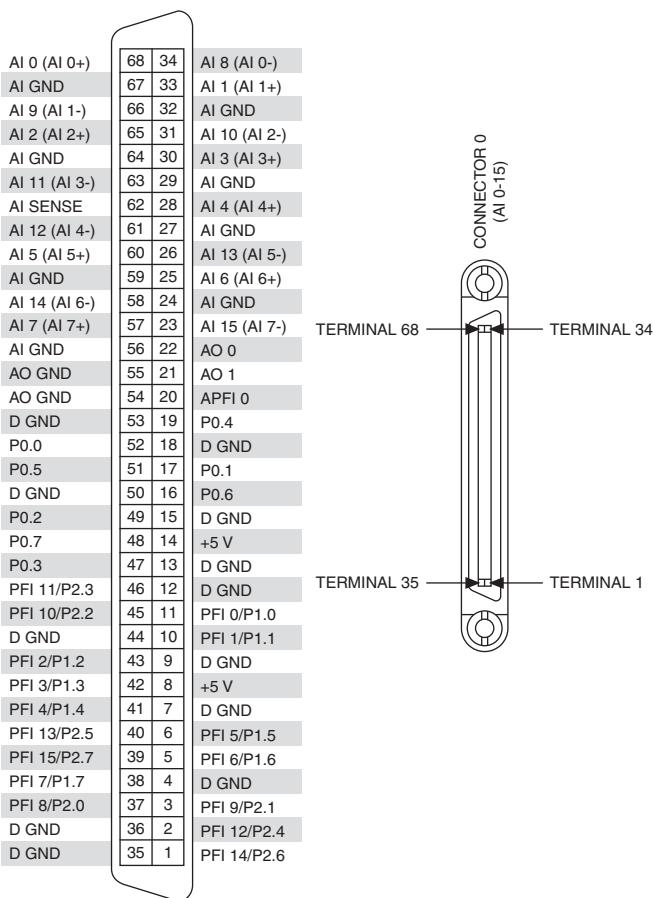 AI 0 (AI 0+) 68 34 AI 8 (AI 0-)
AI GND 67 33 AI 1 (AI 1+)
AI 9 (AI 1-) 66 32 AI GND
AI 2 (AI 2+) 65 31 AI 10 (AI 2-)
AI GND 64 30 AI 3 (AI 3+)
AI 11 (AI 3-) 63 29 AI GND
AI SENSE 62 28 AI 4 (AI 4+)
AI 12 (AI 4-) 61 27 AI GND
AI 5 (AI 5+) 60 26 AI 13 (AI 5-)
AI GND 59 25 AI 6 (AI 6+)
AI 14 (AI 6-) 58 24 AI GND
AI 7 (AI 7+) 57 23 AI 15 (AI 7-)
AI GND 56 22 AO 0
AO GND 55 21 AO 1
AO GND 54 20 APFI 0
D GND 53 19 P0.4
P0.0 52 18 D GND
P0.5 51 17 P0.1
D GND 50 16 P0.6
P0.2 49 15 D GND
P0.7 48 14 +5 V
P0.3 47 13 D GND
PFI 11/P2.3 46 12 D GND
PFI 10/P2.2 45 11 PFI 0/P1.0
D GND 44 10 PFI 1/P1.1
PFI 2/P1.2 43 9 D GND
PFI 3/P1.3 42 8 +5 V
PFI 4/P1.4 41 7 D GND
PFI 13/P2.5 40 6 PFI 5/P1.5
PFI 15/P2.7 39 5 PFI 6/P1.6
PFI 7/P1.7 38 4 D GND
PFI 8/P2.0 37 3 PFI 9/P2.1
D GND 36 2 PFI 12/P2.4
D GND 35 1 PFI 14/P2.6
CONNECTOR 0
(AI 0-15)
TERMINAL 68
TERMINAL 34
TERMINAL 35
TERMINAL 1